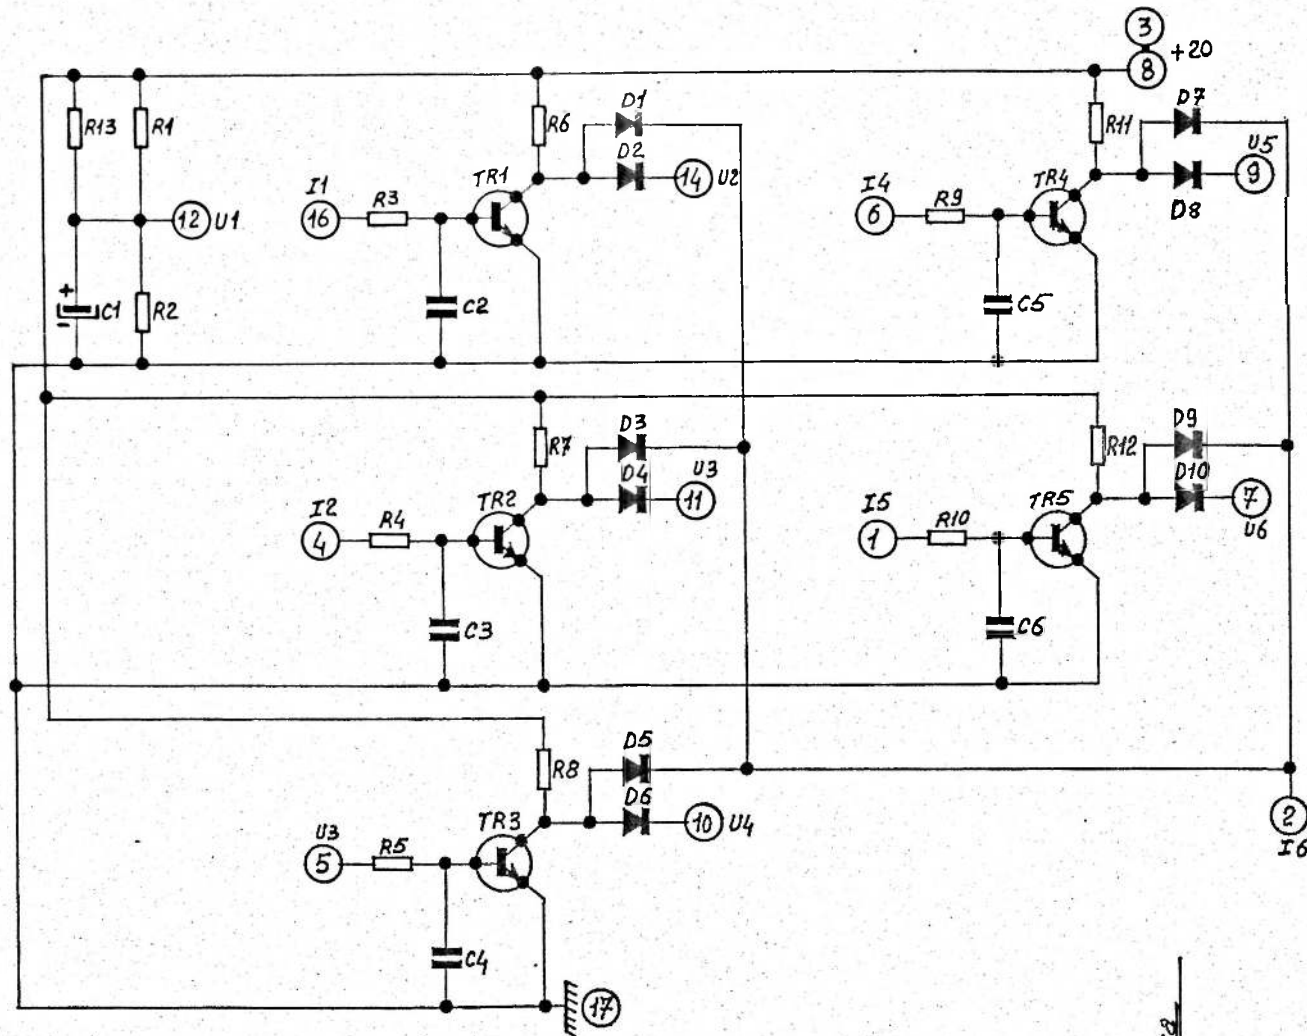 3
8 +20
R13 R1 R6 D1 R11 D7
D2 U5
I1 TR1 14 U2 I4 TR4 9
16 R3 6 R9 D8
12 U1
+
- C1 R2 C2 C5
R7 D3 D9
D4 U3 R12 D10
TR2 11 TR5 7
I2 R4 I5 R10 U6
4 1
C3 C6
R8 D5
D6
TR3 10 U4 2
U3 R5 I6
5
C4
17